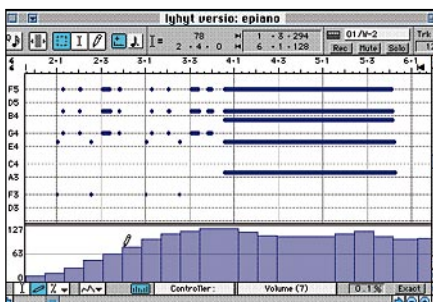 lyhyt versio: epiano
78 1 · 3 · 294 01/W-2 Trk
2 · 4 · 0 6 · 1 · 128 Rec Mute Solo
4 2·1 2·3 3·1 3·3 4·1 4·3 5·1 5·3 6·1
4
F5
D5
B4
G4
E4
C4
A3
F3
D3
127
63
0
Controller: Volume (7) 0.1% Exact